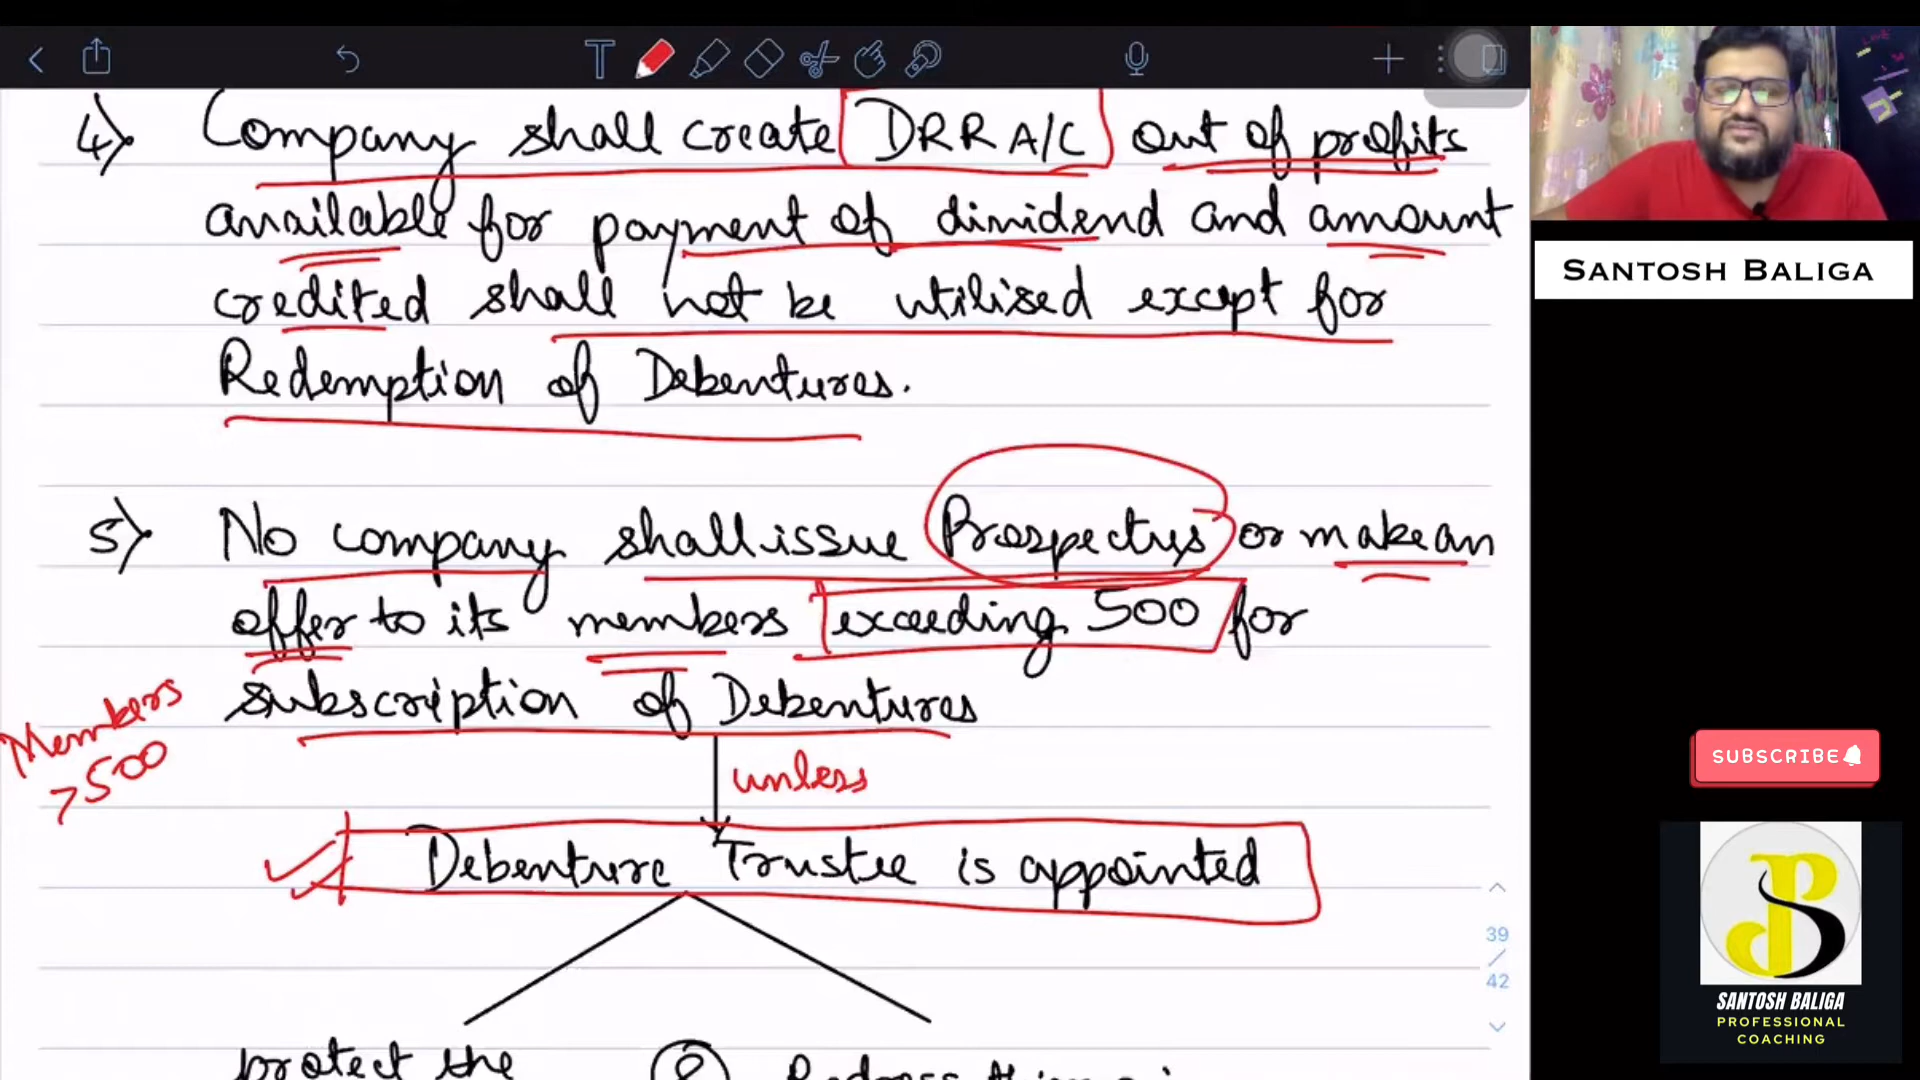 4) Company shall create DRR A/C out of profits
available for payment of dividend and amount
credited shall not be utilised except for
Redemption of Debentures.
5) No company shall issue Prospectus or make an
offer to its members exceeding 500 for
subscription of Debentures
Members
>500
unless
Debenture Trustee is appointed
protect the
&
39
/
42
SANTOSH BALIGA
SUBSCRIBE
SANTOSH BALIGA
PROFESSIONAL
COACHING